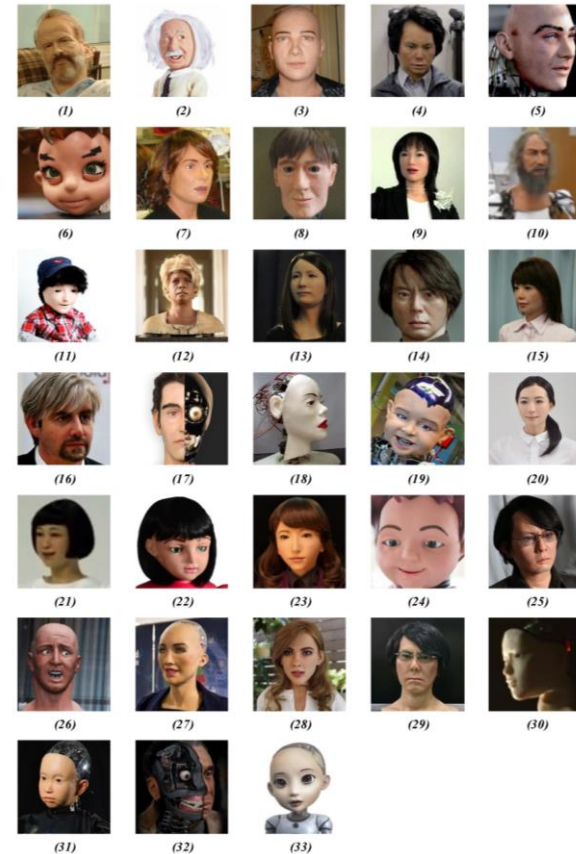 (1) (2) (3) (4) (5)
(6) (7) (8) (9) (10)
(11) (12) (13) (14) (15)
(16) (17) (18) (19) (20)
(21) (22) (23) (24) (25)
(26) (27) (28) (29) (30)
(31) (32) (33)